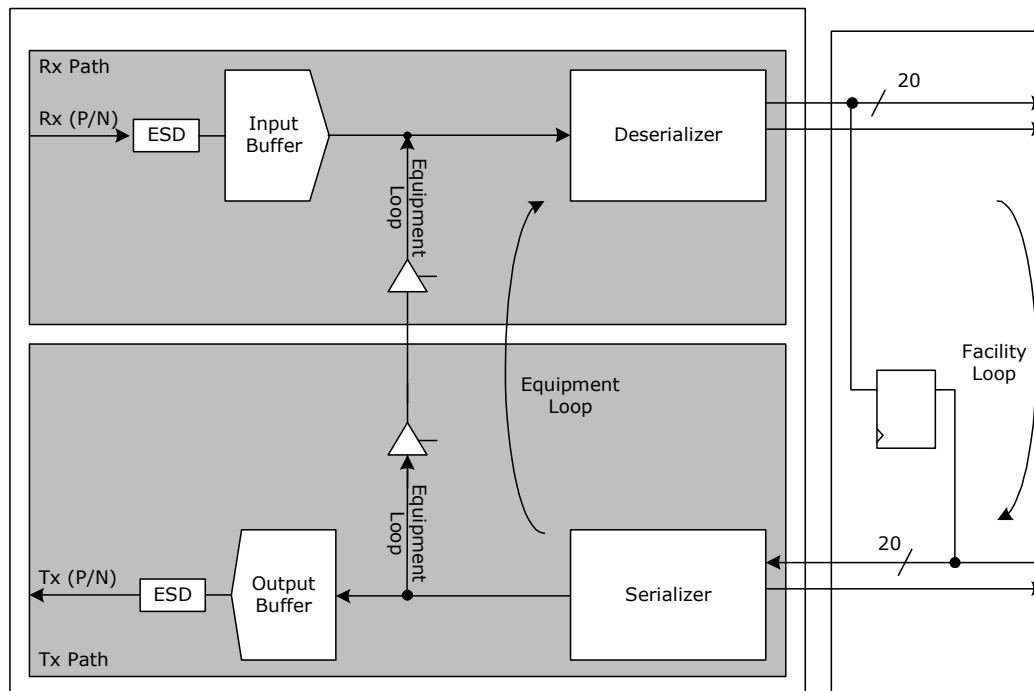 Rx Path
Rx (P/N)
ESD
Input
Buffer
Deserializer
20
Equipment
Loop
Equipment
Loop
Facility
Loop
Equipment
Loop
Tx (P/N)
ESD
Output
Buffer
Serializer
20
Tx Path